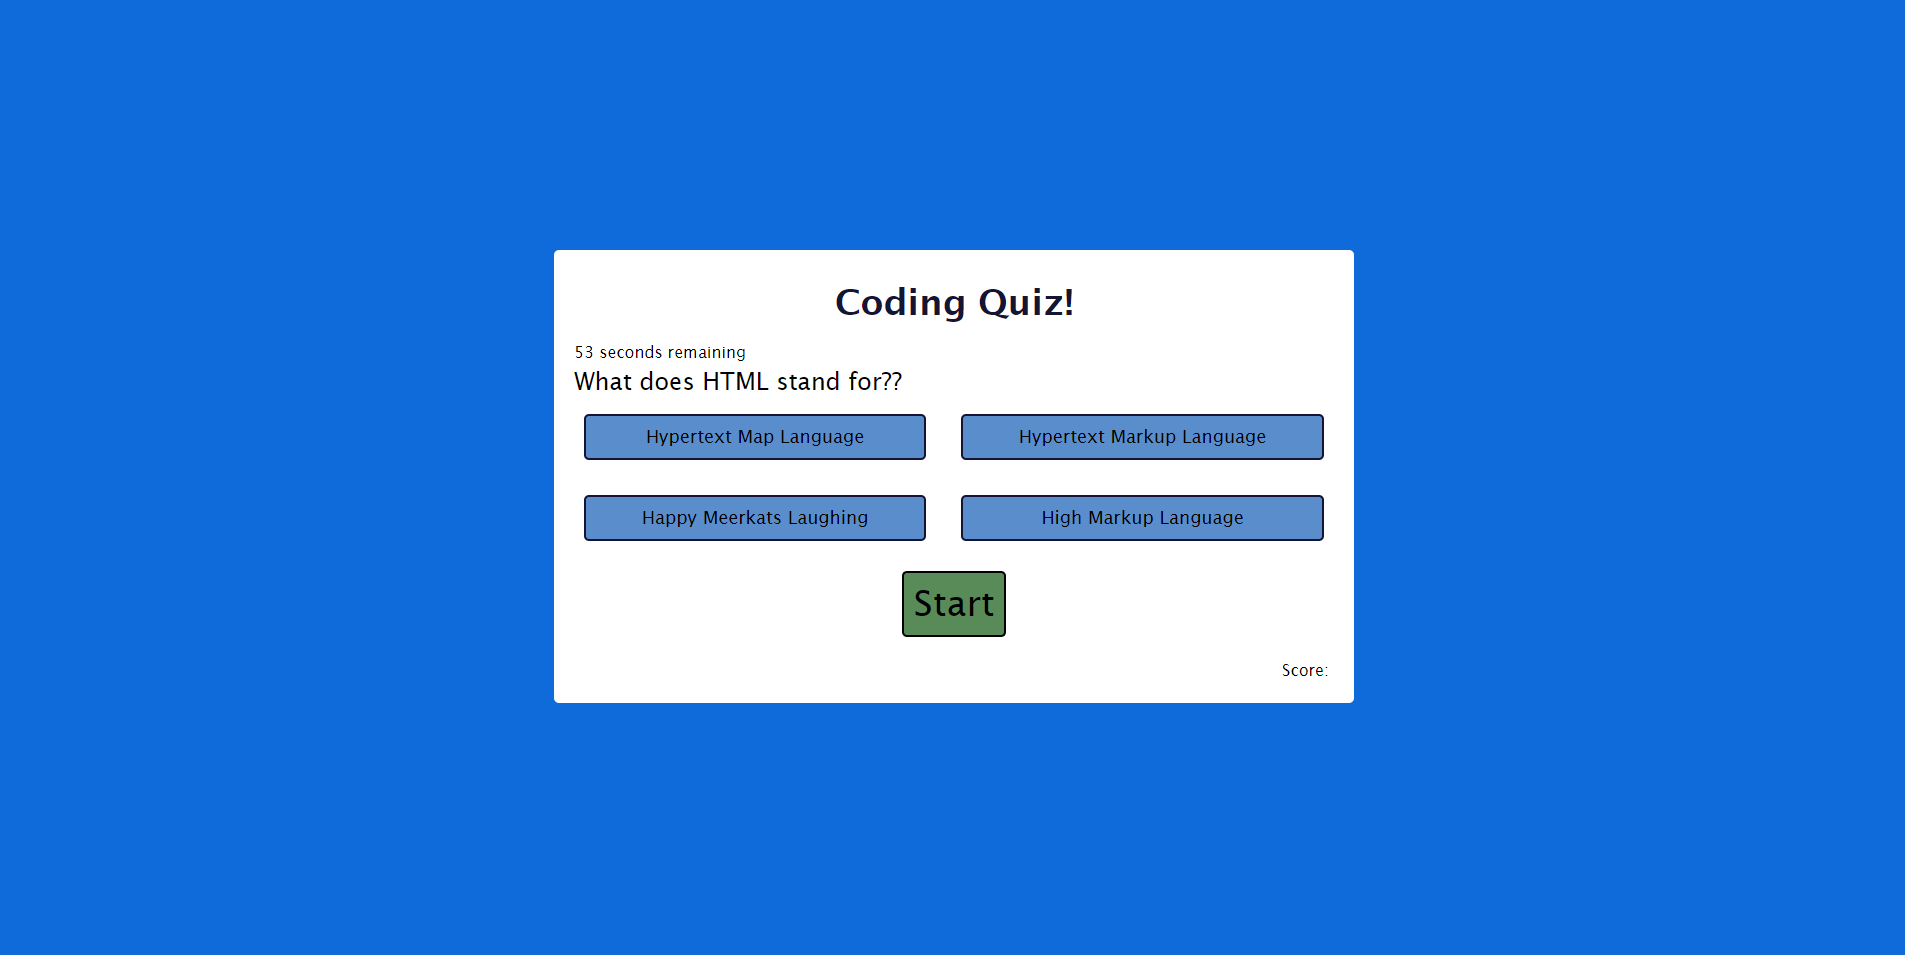 Coding Quiz!
53 seconds remaining
What does HTML stand for??
Hypertext Map Language
Hypertext Markup Language
Happy Meerkats Laughing
High Markup Language
Start
Score: